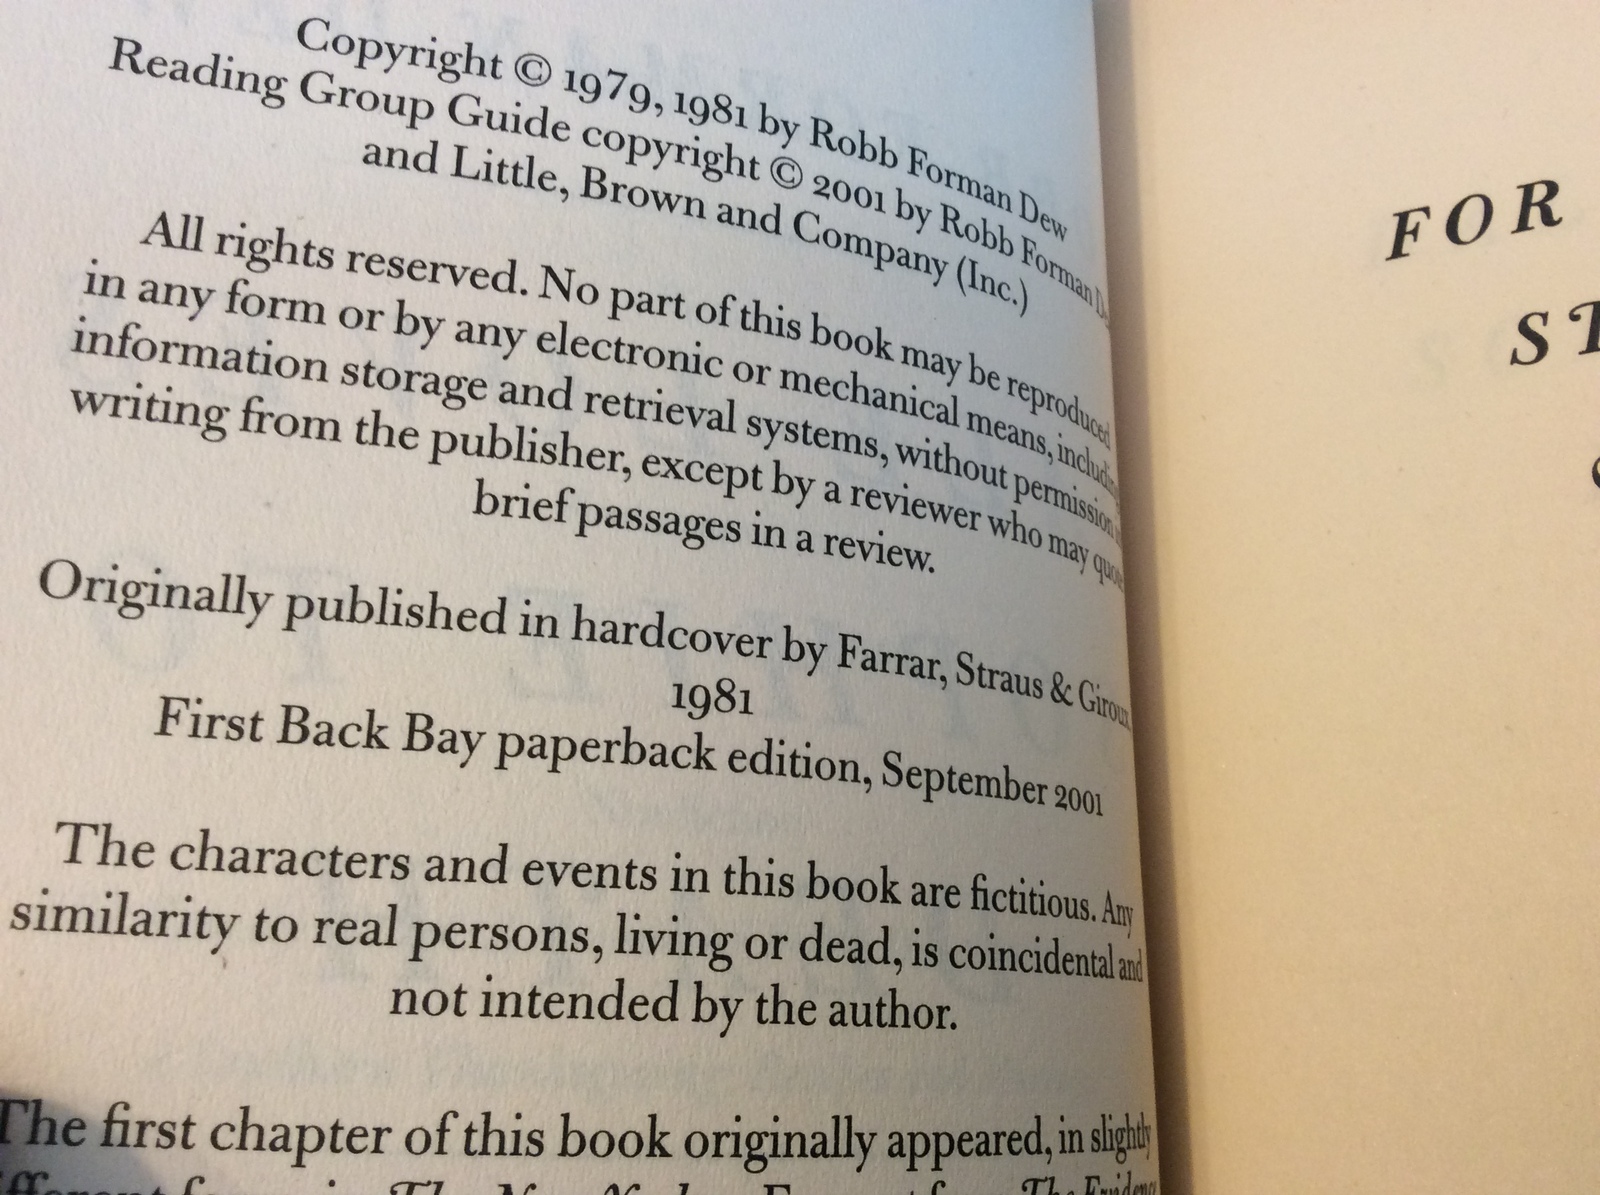 Copyright © 1979, 1981 by Robb Forman Dew
Reading Group Guide copyright © 2001 by Robb Forman
and Little, Brown and Company (Inc.)
All rights reserved. No part of this book may be reproduced
in any form or by any electronic or mechanical means, including
information storage and retrieval systems, without permission
writing from the publisher, except by a reviewer who may quote
brief passages in a review.
Originally published in hardcover by Farrar, Straus & Giroux
1981
First Back Bay paperback edition, September 2001
The characters and events in this book are fictitious. Any
similarity to real persons, living or dead, is coincidental and
not intended by the author.
The first chapter of this book originally appeared, in slightly
FOR
ST